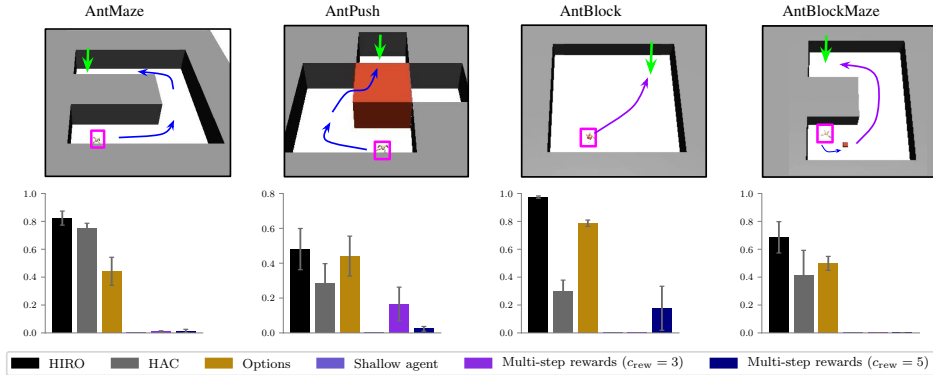 AntMaze AntPush AntBlock AntBlockMaze
1.0 0.8 1.0 0.8
0.8 0.6 0.8 0.6
0.6 0.4 0.6 0.4
0.4 0.2 0.4 0.2
0.2 0.0 0.2 0.0
0.0 0.0
HIRO HAC Options Shallow agent Multi-step rewards (c_rew = 3) Multi-step rewards (c_rew = 5)